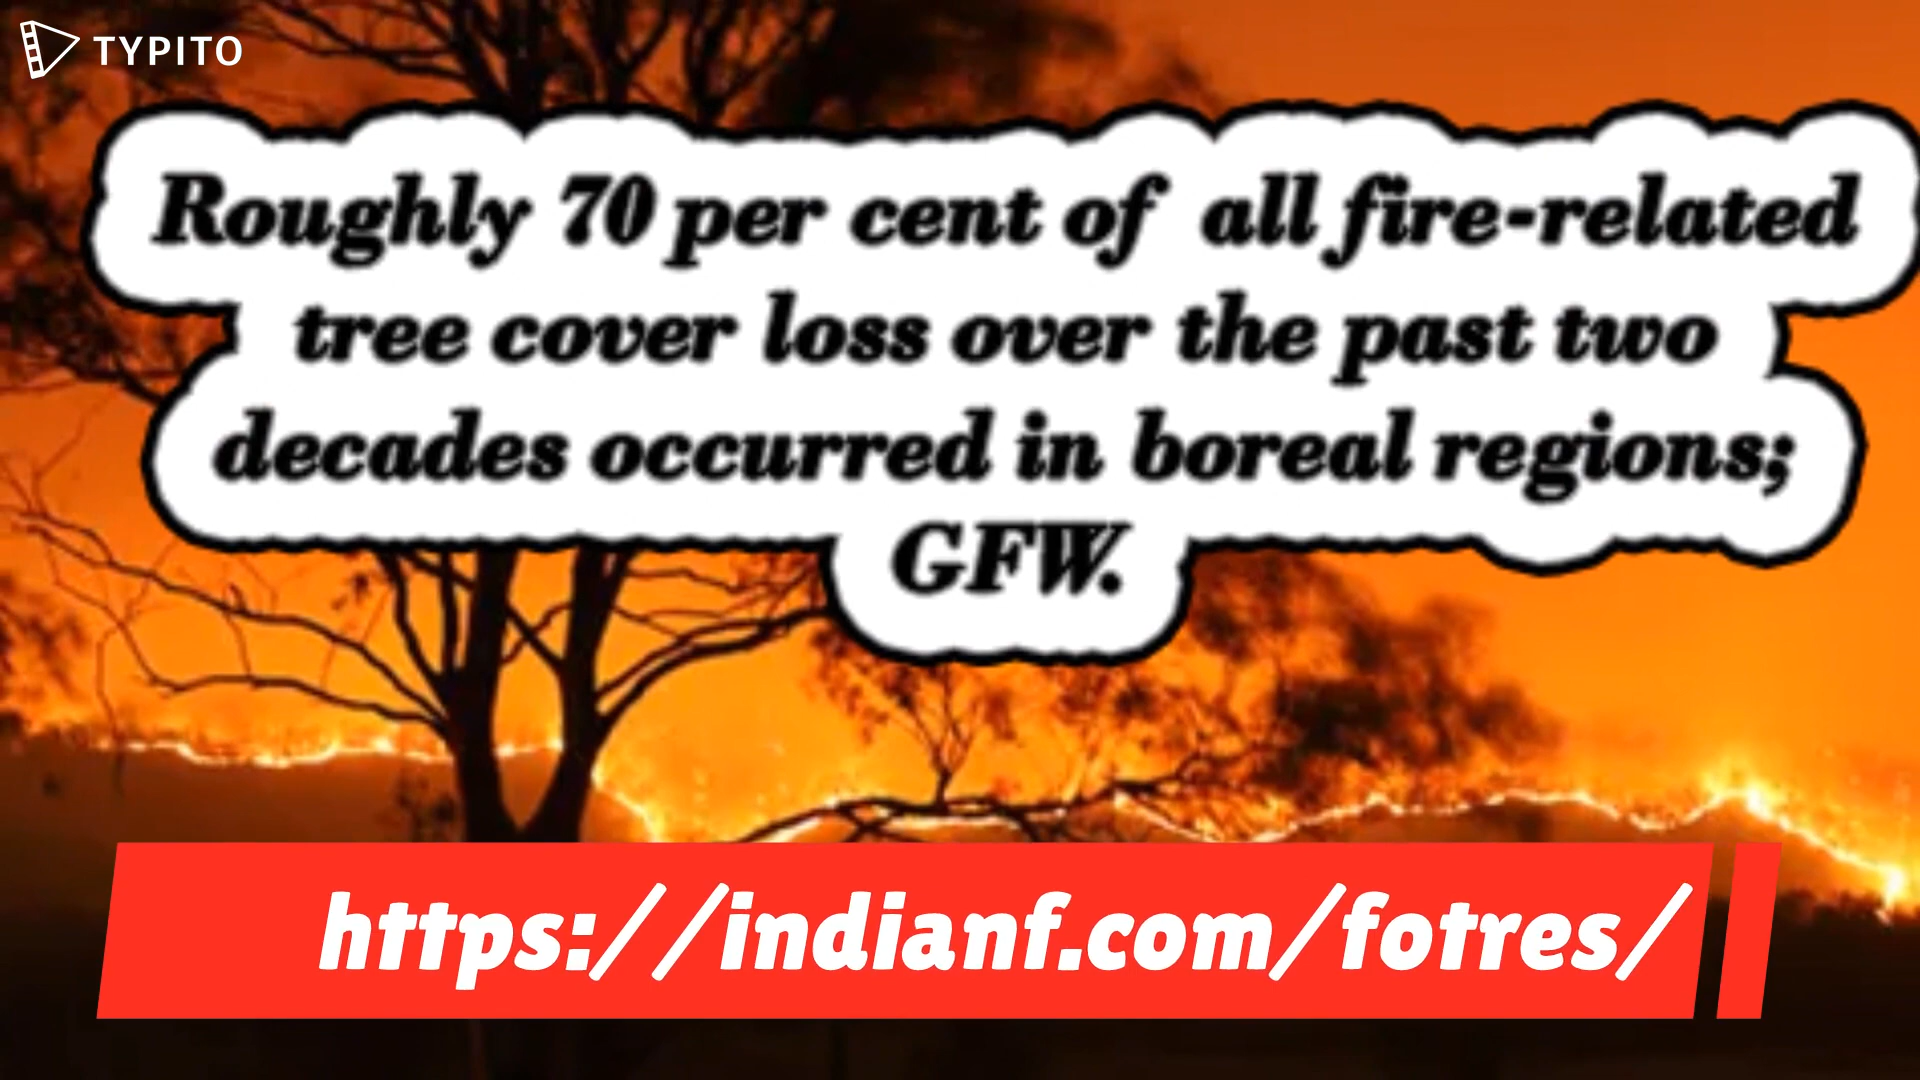 TYPITO
Roughly 70 per cent of all fire-related
tree cover loss over the past two
decades occurred in boreal regions;
GFW.
https://indianf.com/fotres/